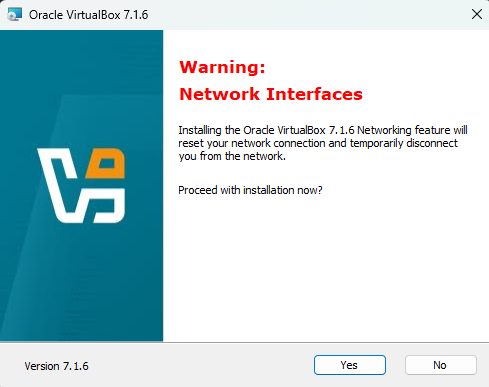 Oracle VirtualBox 7.1.6
Warning:
Network Interfaces
Installing the Oracle VirtualBox 7.1.6 Networking feature will
reset your network connection and temporarily disconnect
you from the network.
Proceed with installation now?
Version 7.1.6
Yes
No